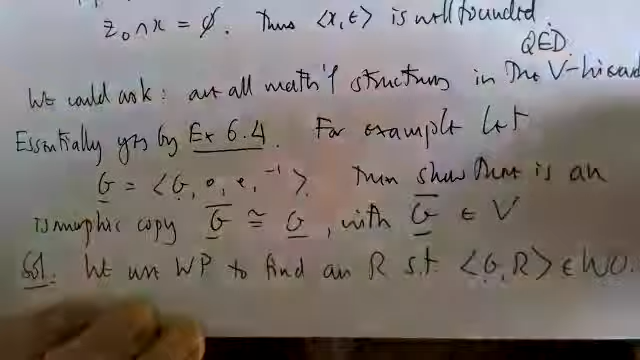 z₀ ∩ x = ∅. Thus ⟨x, ∈⟩ is wellfounded.
QED
We could ask: are all math'l structures in the V-hierar
Essentially yes by Ex 6.4. For example let
G = ⟨G, ∘, e, ⁻¹⟩. Then show there is an
isomorphic copy G̅ ≅ G, with G̅ ∈ V
Sol. We use WP to find an R s.t. ⟨G, R⟩ ∈ WO.